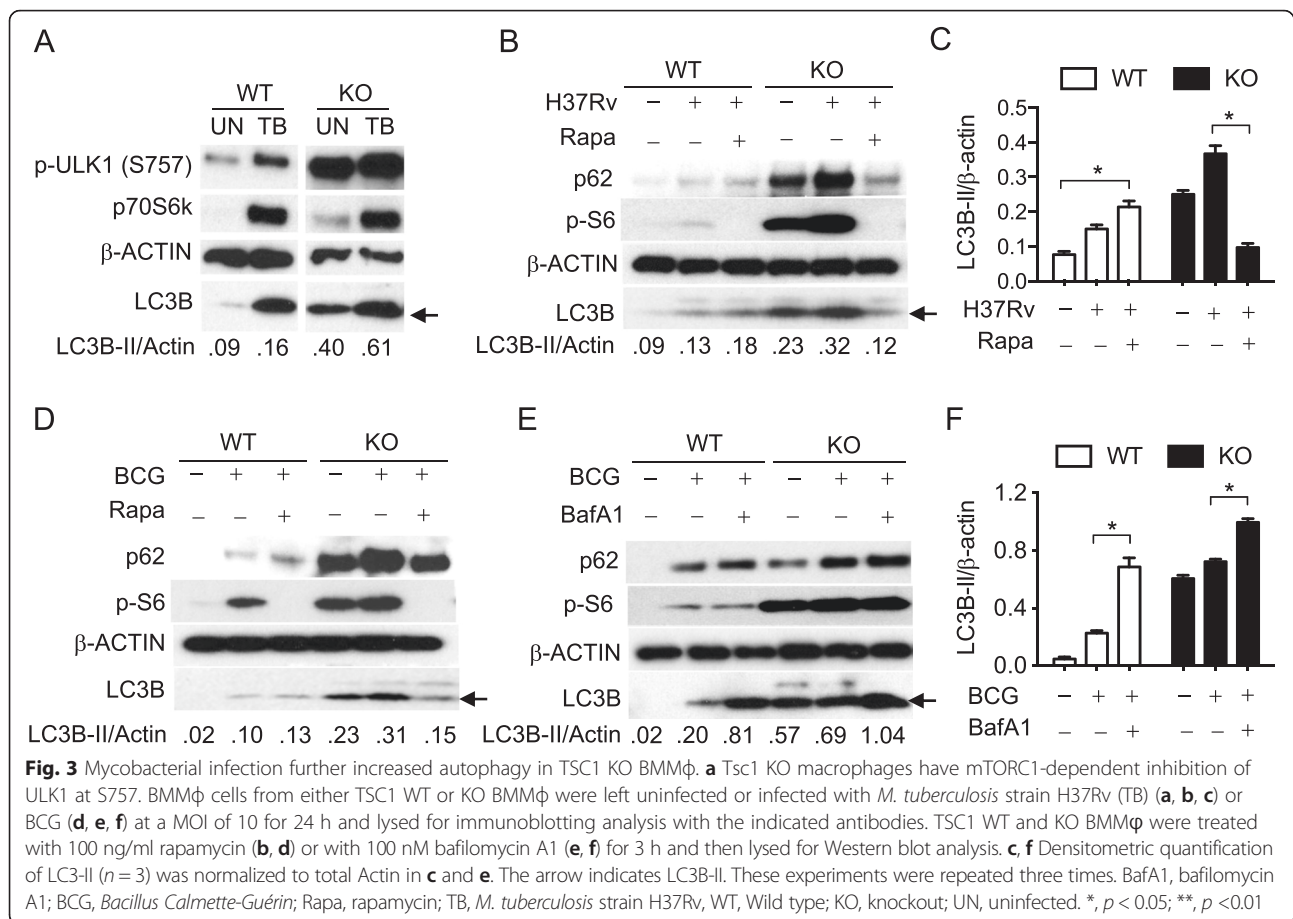 A
WT KO
UN TB UN TB
p-ULK1 (S757)
p70S6k
β-ACTIN
LC3B
LC3B-II/Actin .09 .16 .40 .61
B
WT KO
H37Rv – + + – + +
Rapa – – + – – +
p62
p-S6
β-ACTIN
LC3B
LC3B-II/Actin .09 .13 .18 .23 .32 .12
C
WT KO
LC3B-II/β-actin
0.5
0.4
0.3
0.2
0.1
0.0
*
*
H37Rv – + + – + +
Rapa – – + – – +
D
WT KO
BCG – + + – + +
Rapa – – + – – +
p62
p-S6
β-ACTIN
LC3B
LC3B-II/Actin .02 .10 .13 .23 .31 .15
E
WT KO
BCG – + + – + +
BafA1 – – + – – +
p62
p-S6
β-ACTIN
LC3B
LC3B-II/Actin .02 .20 .81 .57 .69 1.04
F
WT KO
LC3B-II/β-actin
1.2
0.8
0.4
0.0
*
*
BCG – + + – + +
BafA1 – – + – – +
Fig. 3 Mycobacterial infection further increased autophagy in TSC1 KO BMMϕ. a Tsc1 KO macrophages have mTORC1-dependent inhibition of
ULK1 at S757. BMMϕ cells from either TSC1 WT or KO BMMϕ were left uninfected or infected with M. tuberculosis strain H37Rv (TB) (a, b, c) or
BCG (d, e, f) at a MOI of 10 for 24 h and lysed for immunoblotting analysis with the indicated antibodies. TSC1 WT and KO BMMφ were treated
with 100 ng/ml rapamycin (b, d) or with 100 nM bafilomycin A1 (e, f) for 3 h and then lysed for Western blot analysis. c, f Densitometric quantification
of LC3-II (n = 3) was normalized to total Actin in c and e. The arrow indicates LC3B-II. These experiments were repeated three times. BafA1, bafilomycin
A1; BCG, Bacillus Calmette-Guérin; Rapa, rapamycin; TB, M. tuberculosis strain H37Rv, WT, Wild type; KO, knockout; UN, uninfected. *, p < 0.05; **, p <0.01